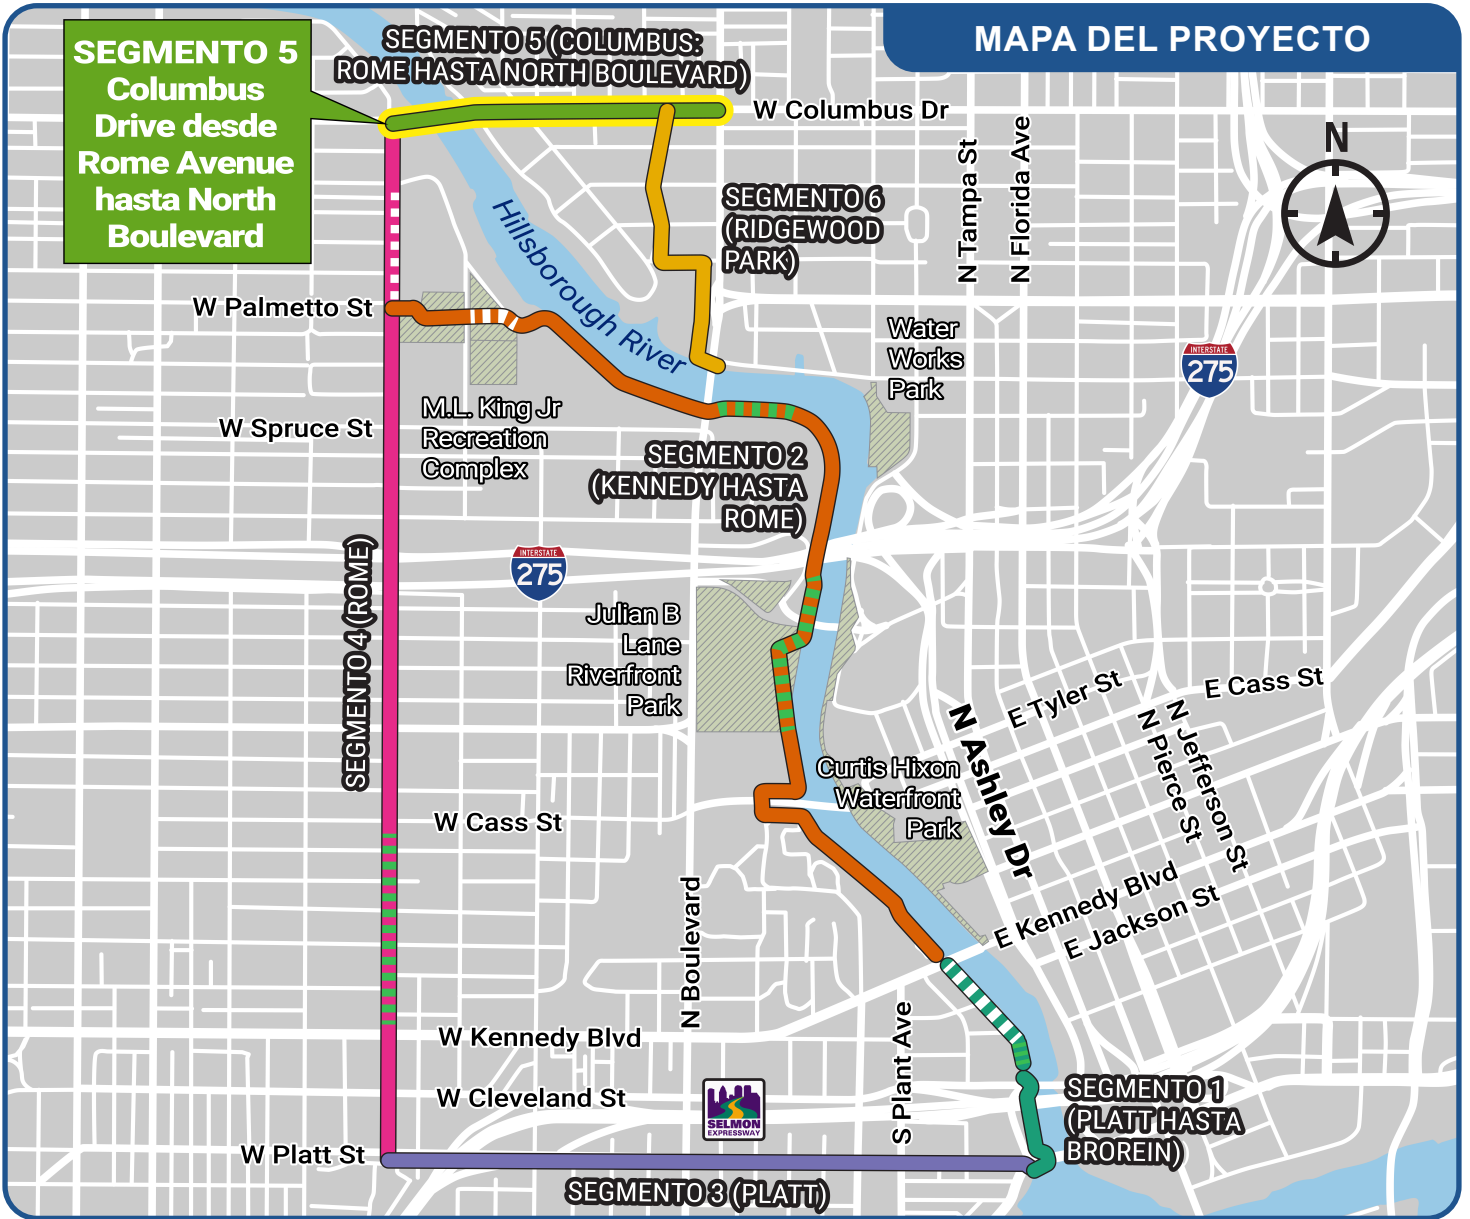 MAPA DEL PROYECTO
SEGMENTO 5
Columbus
Drive desde
Rome Avenue
hasta North
Boulevard
SEGMENTO 5 (COLUMBUS:
ROME HASTA NORTH BOULEVARD)
W Columbus Dr
N
N Tampa St
N Florida Ave
SEGMENTO 6
(RIDGEWOOD
PARK)
Hillsborough River
W Palmetto St
Water
Works
Park
INTERSTATE
275
M.L. King Jr
Recreation
Complex
W Spruce St
SEGMENTO 2
(KENNEDY HASTA
ROME)
INTERSTATE
275
SEGMENTO 4 (ROME)
Julian B
Lane
Riverfront
Park
E Tyler St
E Cass St
N Ashley Dr
N Pierce St
N Jefferson St
Curtis Hixon
Waterfront
Park
W Cass St
N Boulevard
E Kennedy Blvd
E Jackson St
W Kennedy Blvd
S Plant Ave
W Cleveland St
SELMON
EXPRESSWAY
SEGMENTO 1
(PLATT HASTA
BROREIN)
W Platt St
SEGMENTO 3 (PLATT)